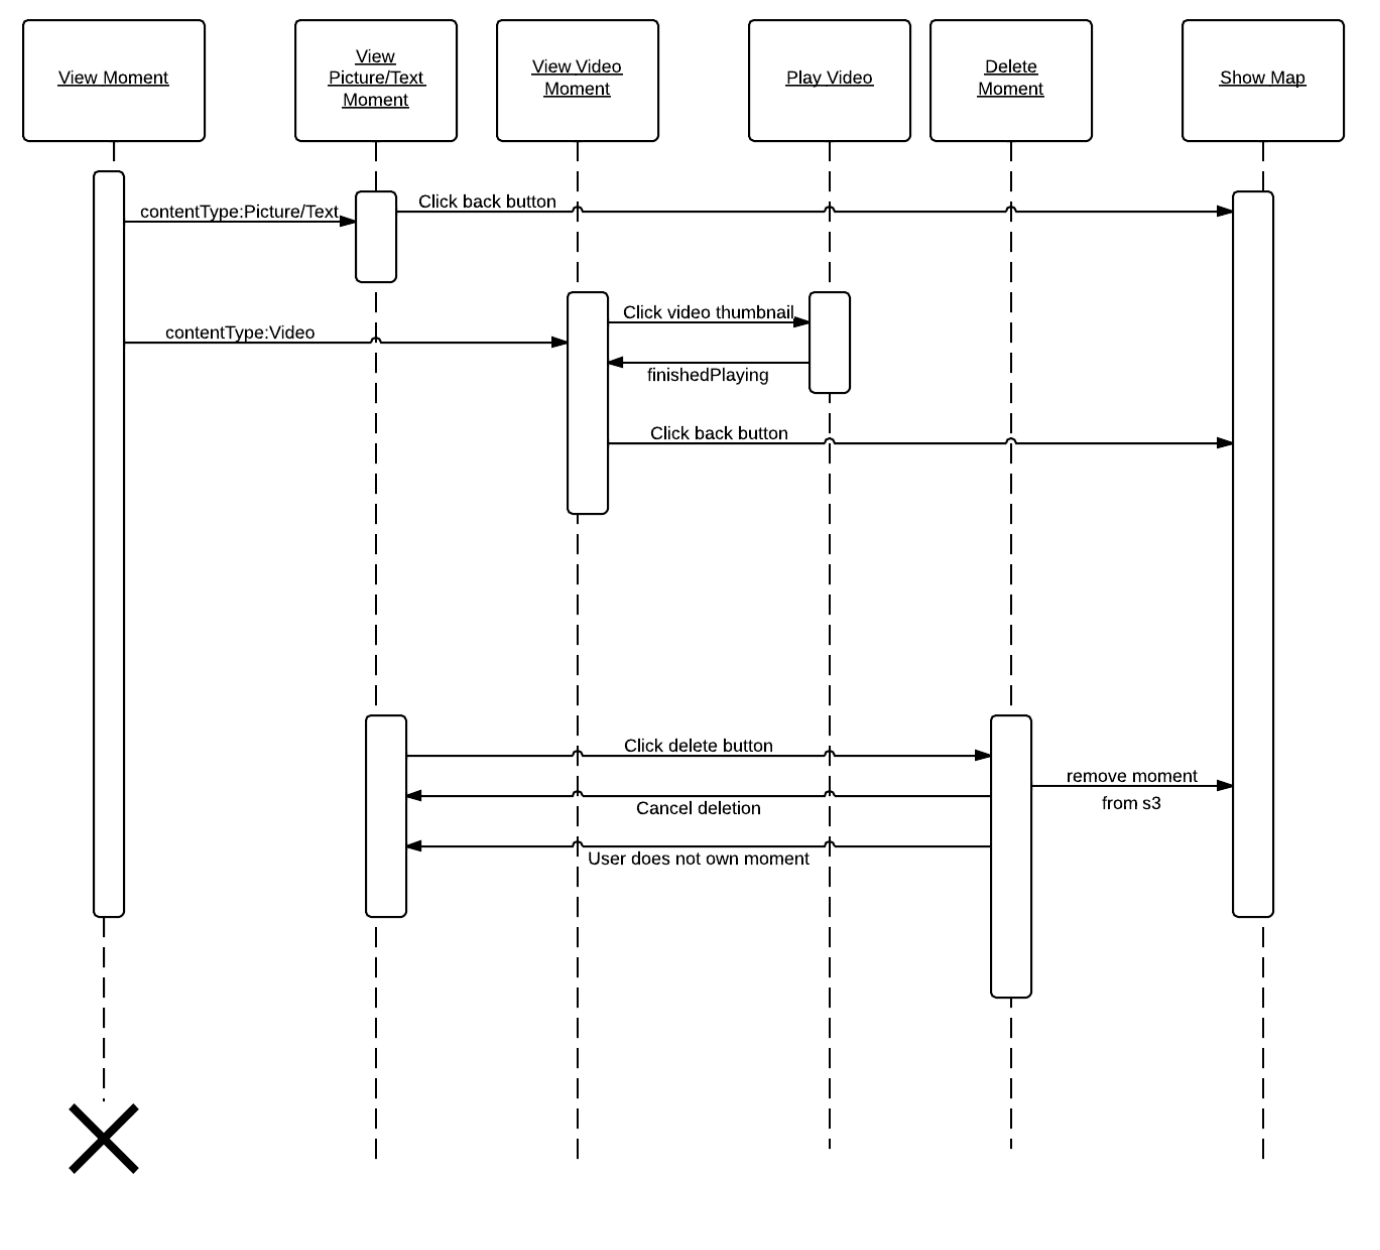 View Moment
View
Picture/Text
Moment
View Video
Moment
Play Video
Delete
Moment
Show Map
contentType:Picture/Text
Click back button
Click video thumbnail
contentType:Video
finishedPlaying
Click back button
Click delete button
remove moment
from s3
Cancel deletion
User does not own moment